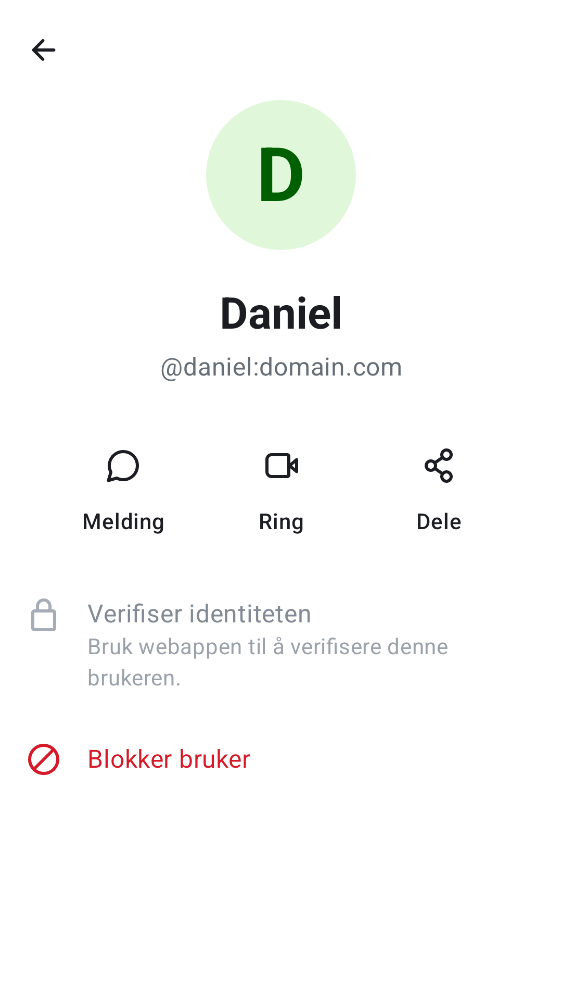 D
Daniel
@daniel:domain.com
Melding
Ring
Dele
Verifiser identiteten
Bruk webappen til å verifisere denne
brukeren.
Blokker bruker